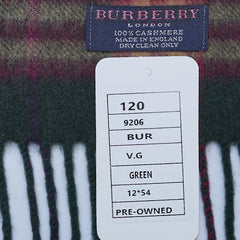 BURBERRY
LONDON
100% CASHMERE
MADE IN ENGLAND
DRY CLEAN ONLY
120
9206
BUR
V.G
GREEN
12*54
PRE-OWNED